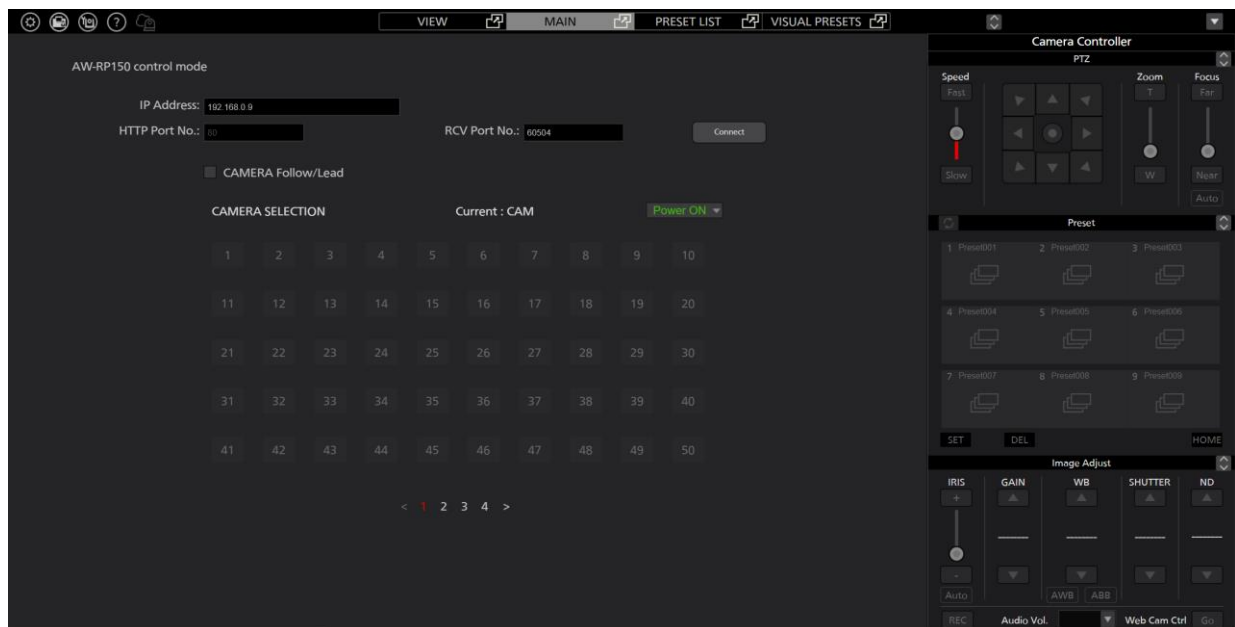 VIEW MAIN PRESET LIST VISUAL PRESETS
AW-RP150 control mode
IP Address: 192.168.0.9
HTTP Port No.: 80 RCV Port No.: 60504 Connect
CAMERA Follow/Lead
CAMERA SELECTION Current : CAM Power ON
1 2 3 4 5 6 7 8 9 10
11 12 13 14 15 16 17 18 19 20
21 22 23 24 25 26 27 28 29 30
31 32 33 34 35 36 37 38 39 40
41 42 43 44 45 46 47 48 49 50
< 1 2 3 4 >
Camera Controller
PTZ
Speed Zoom Focus
Fast T Far
Slow W Near
Auto
Preset
1 Preset001 2 Preset002 3 Preset003
4 Preset004 5 Preset005 6 Preset006
7 Preset007 8 Preset008 9 Preset009
SET DEL HOME
Image Adjust
IRIS GAIN WB SHUTTER ND
+
-
Auto AWB ABB
REC Audio Vol. Web Cam Ctrl Go